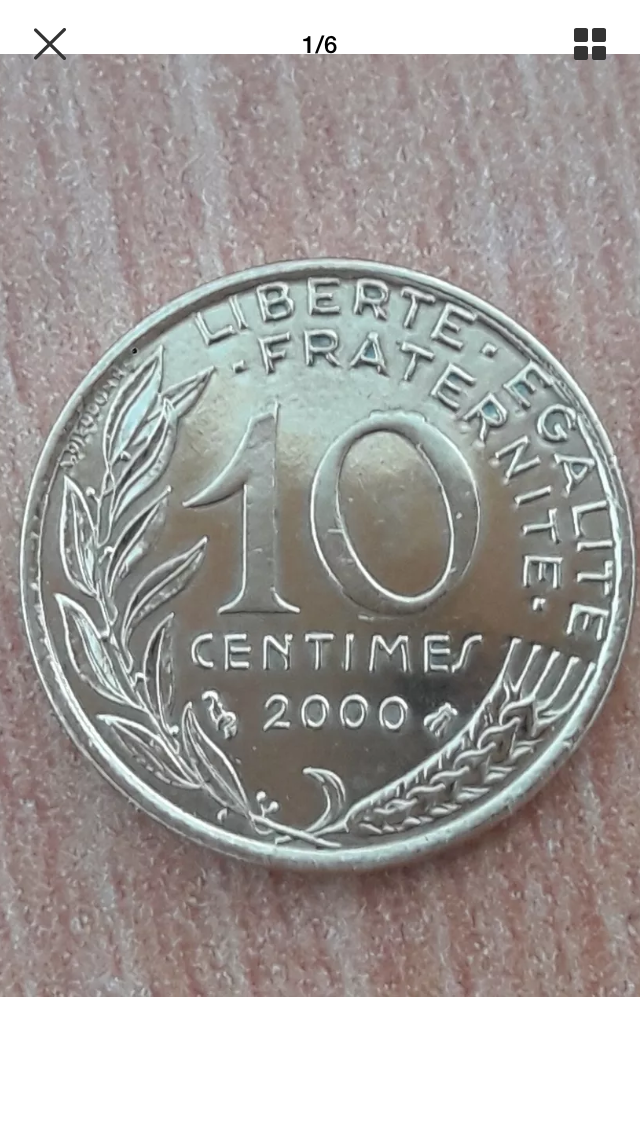 1/6
LIBERTE · EGALITE
· FRATERNITE ·
10
CENTIMES
2000